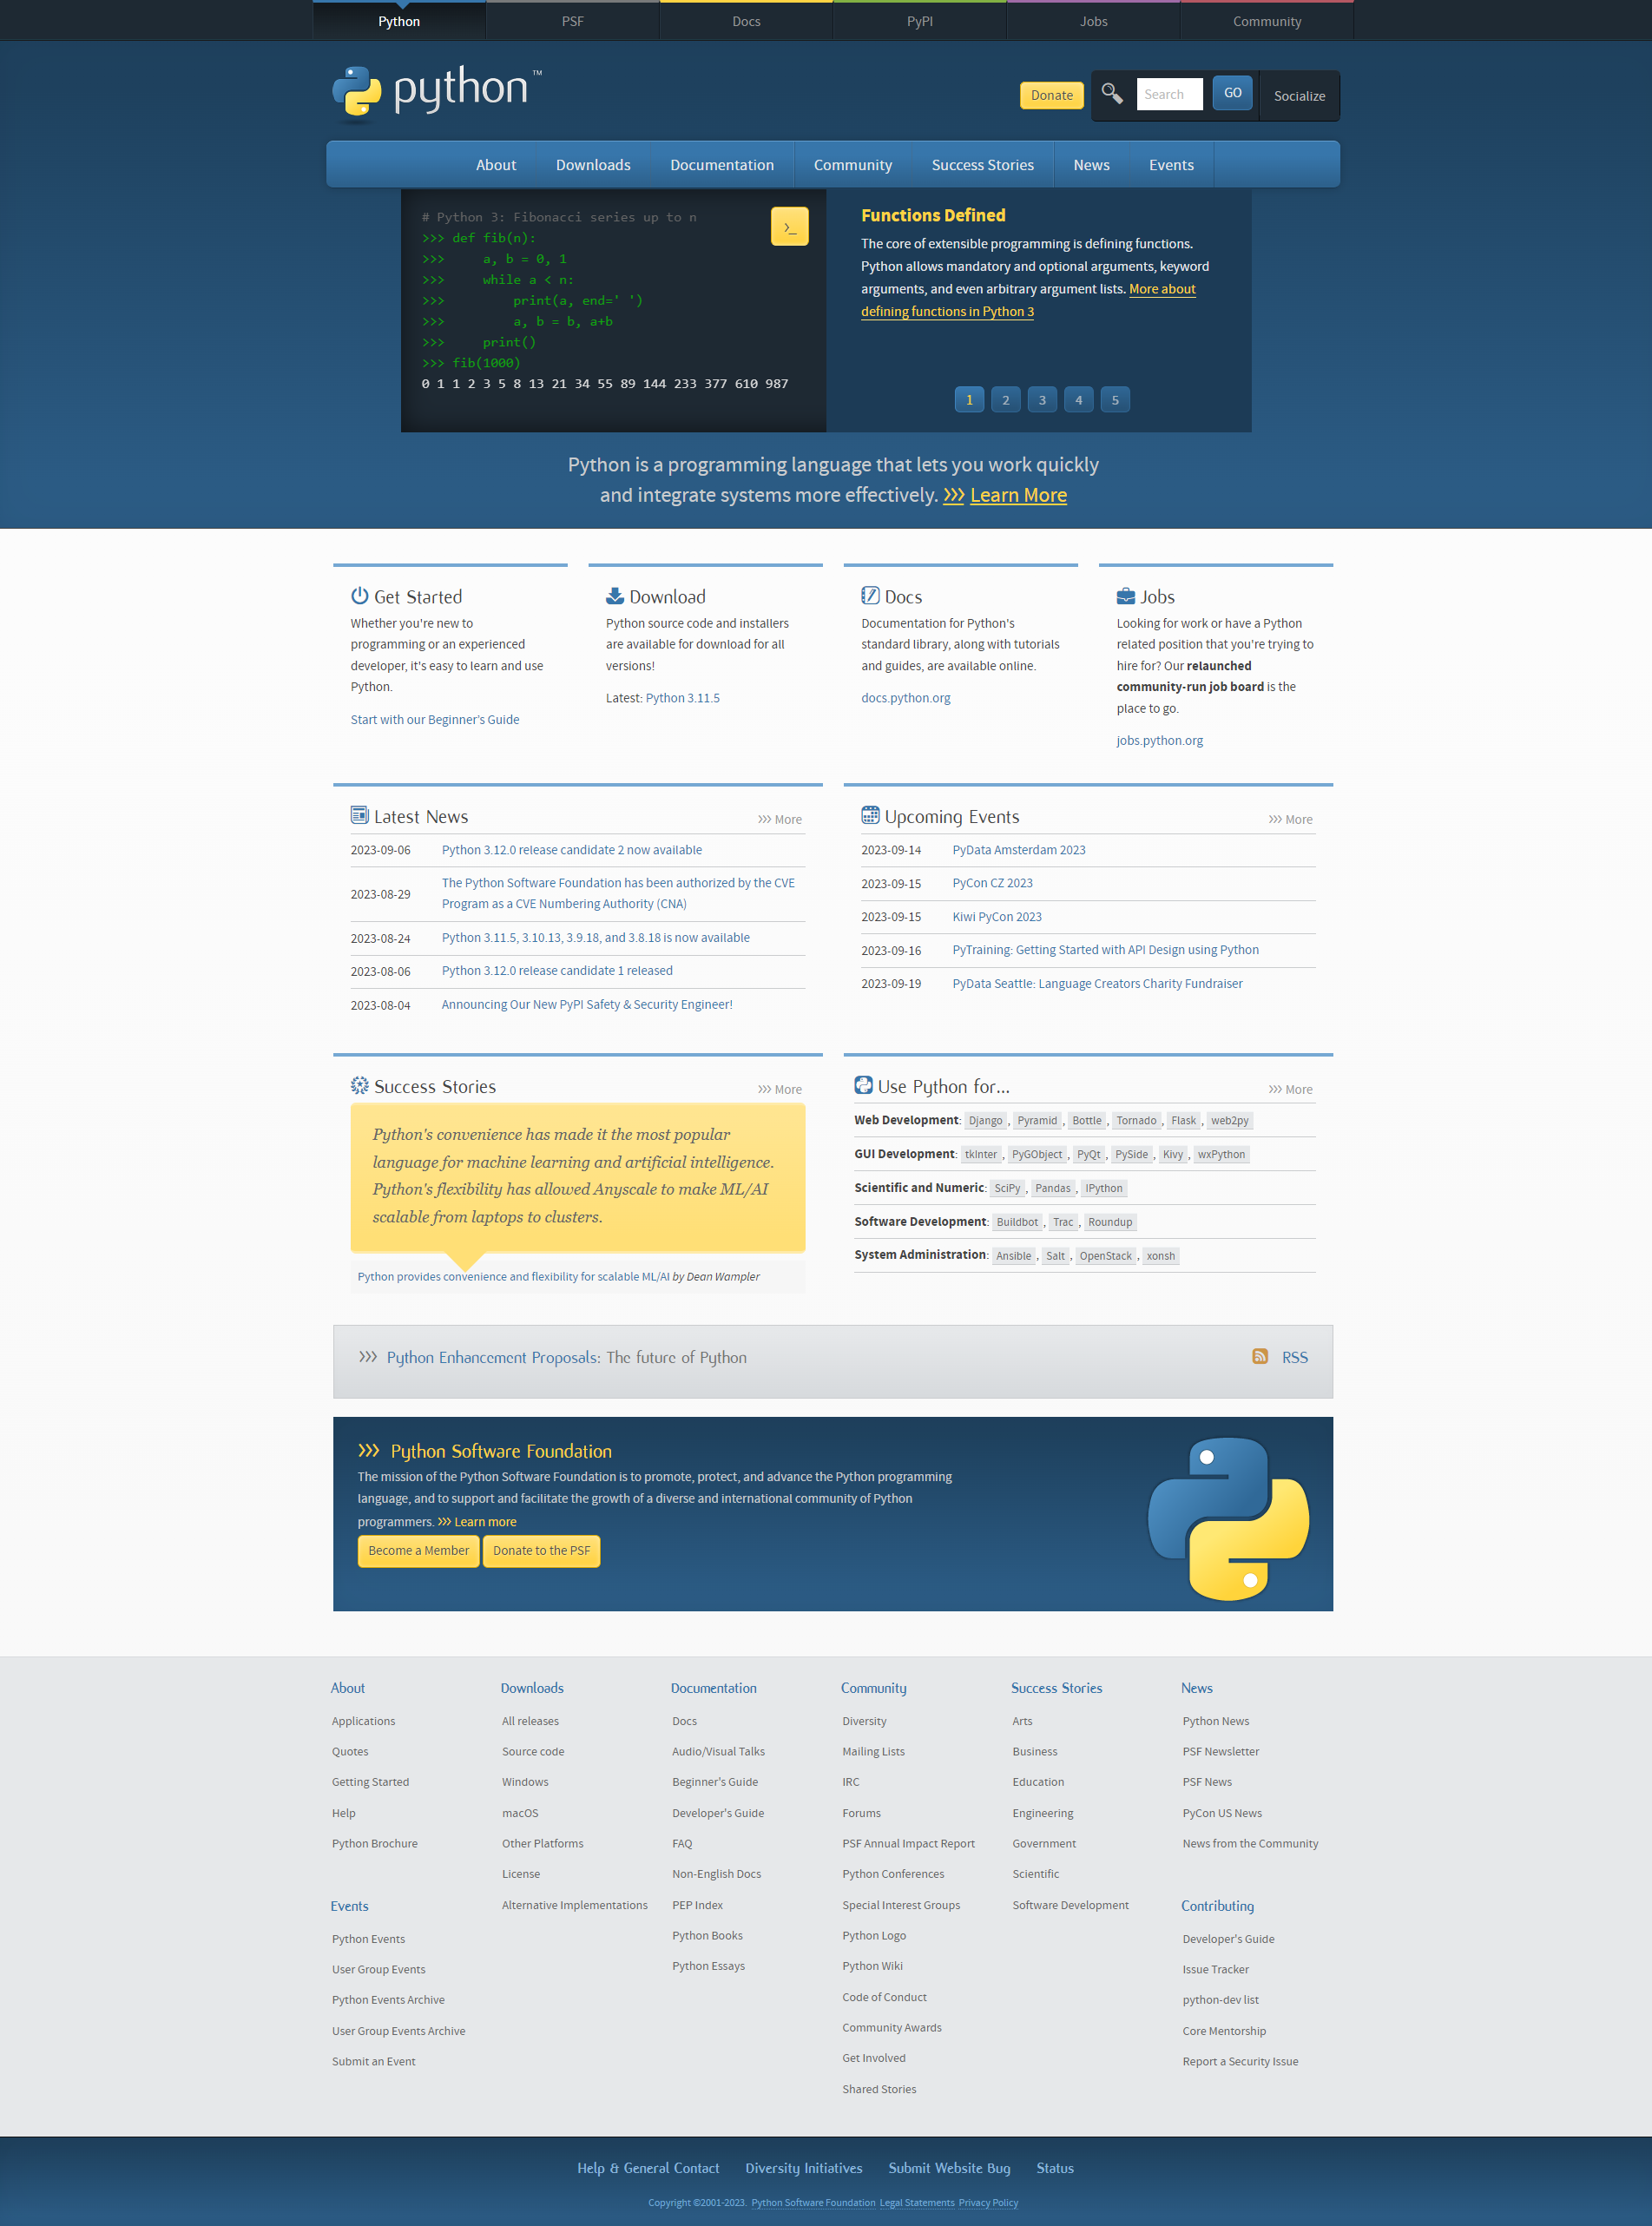 Python
PSF
Docs
PyPI
Jobs
Community
python™
Donate
Search
GO
Socialize
About
Downloads
Documentation
Community
Success Stories
News
Events
# Python 3: Fibonacci series up to n
>>> def fib(n):
>>>     a, b = 0, 1
>>>     while a < n:
>>>         print(a, end=' ')
>>>         a, b = b, a+b
>>>     print()
>>> fib(1000)
0 1 1 2 3 5 8 13 21 34 55 89 144 233 377 610 987
>_
Functions Defined
The core of extensible programming is defining functions.
Python allows mandatory and optional arguments, keyword
arguments, and even arbitrary argument lists. More about
defining functions in Python 3
1 2 3 4 5
Python is a programming language that lets you work quickly
and integrate systems more effectively. >>> Learn More
Get Started
Whether you're new to
programming or an experienced
developer, it's easy to learn and use
Python.
Start with our Beginner's Guide
Download
Python source code and installers
are available for download for all
versions!
Latest: Python 3.11.5
Docs
Documentation for Python's
standard library, along with tutorials
and guides, are available online.
docs.python.org
Jobs
Looking for work or have a Python
related position that you're trying to
hire for? Our relaunched
community-run job board is the
place to go.
jobs.python.org
Latest News
>>> More
2023-09-06 Python 3.12.0 release candidate 2 now available
2023-08-29 The Python Software Foundation has been authorized by the CVE
Program as a CVE Numbering Authority (CNA)
2023-08-24 Python 3.11.5, 3.10.13, 3.9.18, and 3.8.18 is now available
2023-08-06 Python 3.12.0 release candidate 1 released
2023-08-04 Announcing Our New PyPI Safety & Security Engineer!
Upcoming Events
>>> More
2023-09-14 PyData Amsterdam 2023
2023-09-15 PyCon CZ 2023
2023-09-15 Kiwi PyCon 2023
2023-09-16 PyTraining: Getting Started with API Design using Python
2023-09-19 PyData Seattle: Language Creators Charity Fundraiser
Success Stories
>>> More
Python's convenience has made it the most popular
language for machine learning and artificial intelligence.
Python's flexibility has allowed Anyscale to make ML/AI
scalable from laptops to clusters.
Python provides convenience and flexibility for scalable ML/AI by Dean Wampler
Use Python for…
>>> More
Web Development: Django, Pyramid, Bottle, Tornado, Flask, web2py
GUI Development: tkInter, PyGObject, PyQt, PySide, Kivy, wxPython
Scientific and Numeric: SciPy, Pandas, IPython
Software Development: Buildbot, Trac, Roundup
System Administration: Ansible, Salt, OpenStack, xonsh
>>> Python Enhancement Proposals: The future of Python
RSS
>>> Python Software Foundation
The mission of the Python Software Foundation is to promote, protect, and advance the Python programming
language, and to support and facilitate the growth of a diverse and international community of Python
programmers. >>> Learn more
Become a Member
Donate to the PSF
About
Applications
Quotes
Getting Started
Help
Python Brochure
Downloads
All releases
Source code
Windows
macOS
Other Platforms
License
Alternative Implementations
Documentation
Docs
Audio/Visual Talks
Beginner's Guide
Developer's Guide
FAQ
Non-English Docs
PEP Index
Python Books
Python Essays
Community
Diversity
Mailing Lists
IRC
Forums
PSF Annual Impact Report
Python Conferences
Special Interest Groups
Python Logo
Python Wiki
Code of Conduct
Community Awards
Get Involved
Shared Stories
Success Stories
Arts
Business
Education
Engineering
Government
Scientific
Software Development
News
Python News
PSF Newsletter
PSF News
PyCon US News
News from the Community
Events
Python Events
User Group Events
Python Events Archive
User Group Events Archive
Submit an Event
Contributing
Developer's Guide
Issue Tracker
python-dev list
Core Mentorship
Report a Security Issue
Help & General Contact
Diversity Initiatives
Submit Website Bug
Status
Copyright ©2001-2023. Python Software Foundation Legal Statements Privacy Policy